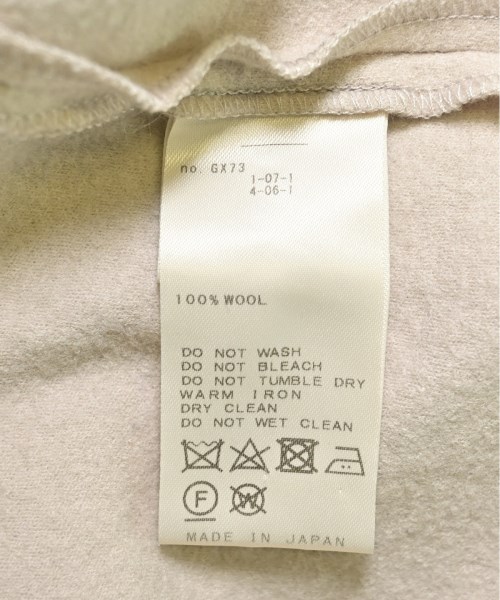 no. GX73
1-07-1
4-06-1
100% WOOL
DO NOT WASH
DO NOT BLEACH
DO NOT TUMBLE DRY
WARM IRON
DRY CLEAN
DO NOT WET CLEAN
F W
MADE IN JAPAN